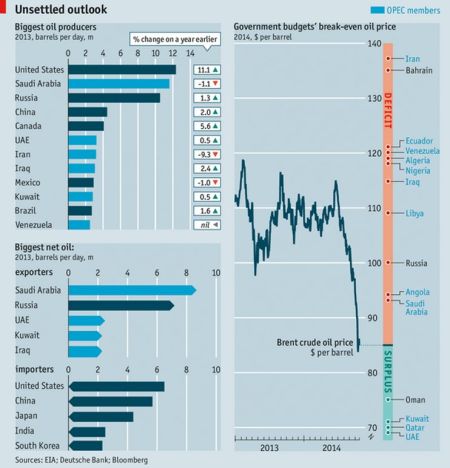 Unsettled outlook
OPEC members
Biggest oil producers
2013, barrels per day, m
% change on a year earlier
0 2 4 6 8 10 12 14
United States 11.1
Saudi Arabia -1.1
Russia 1.3
China 2.0
Canada 5.6
UAE 0.5
Iran -9.3
Iraq 2.4
Mexico -1.0
Kuwait 0.5
Brazil 1.6
Venezuela nil
Biggest net oil:
2013, barrels per day, m
exporters
0 2 4 6 8 10
Saudi Arabia
Russia
UAE
Kuwait
Iraq
importers
0 2 4 6 8 10
United States
China
Japan
India
South Korea
Government budgets' break-even oil price
2014, $ per barrel
140
130
120
110
100
90
80
70
DEFICIT
SURPLUS
Iran
Bahrain
Ecuador
Venezuela
Algeria
Nigeria
Iraq
Libya
Russia
Angola
Saudi
Arabia
Oman
Kuwait
Qatar
UAE
Brent crude oil price
$ per barrel
2013 2014
Sources: EIA; Deutsche Bank; Bloomberg